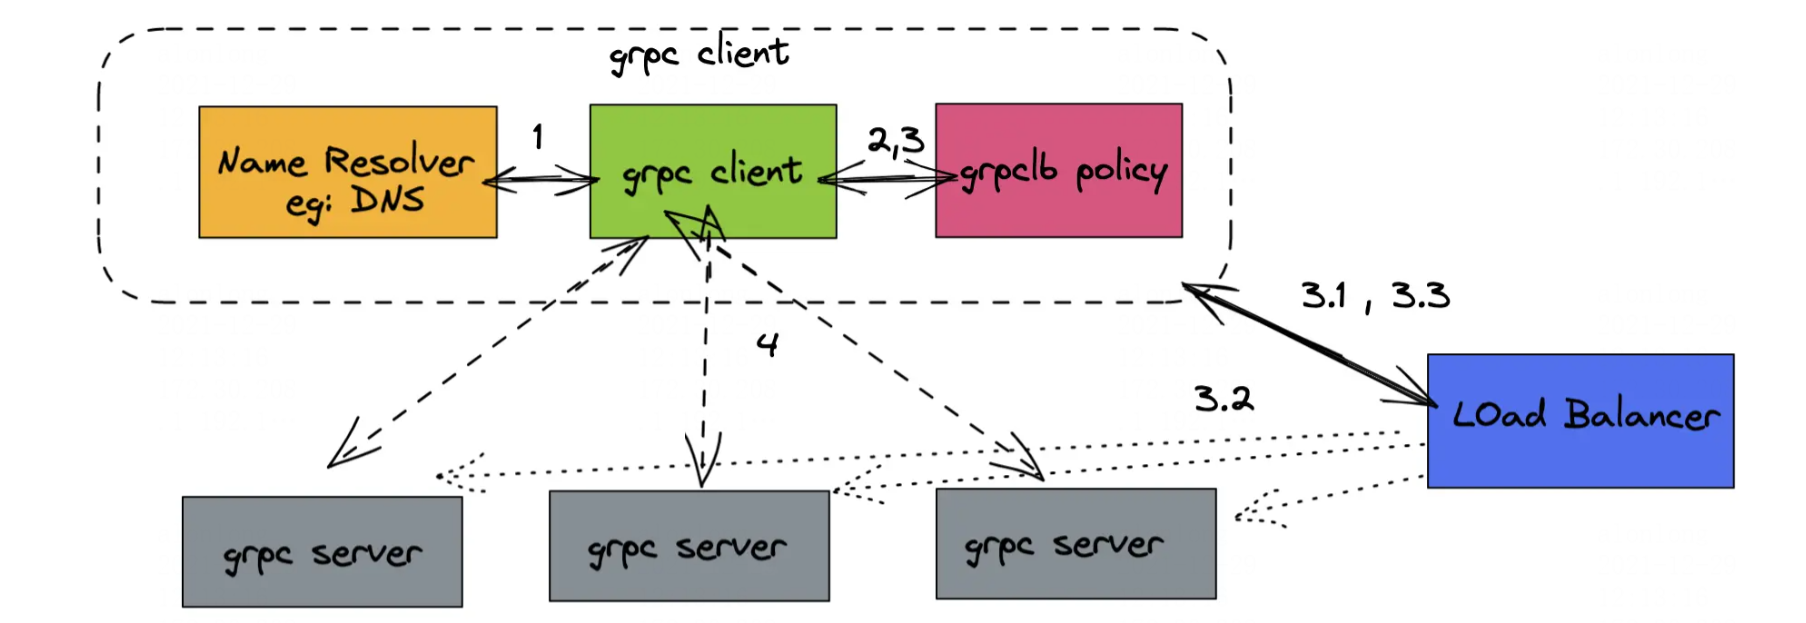 grpc client
Name Resolver
eg: DNS
1
grpc client
2,3
grpclb policy
3.1 , 3.3
4
3.2
LOad Balancer
grpc server
grpc server
grpc server